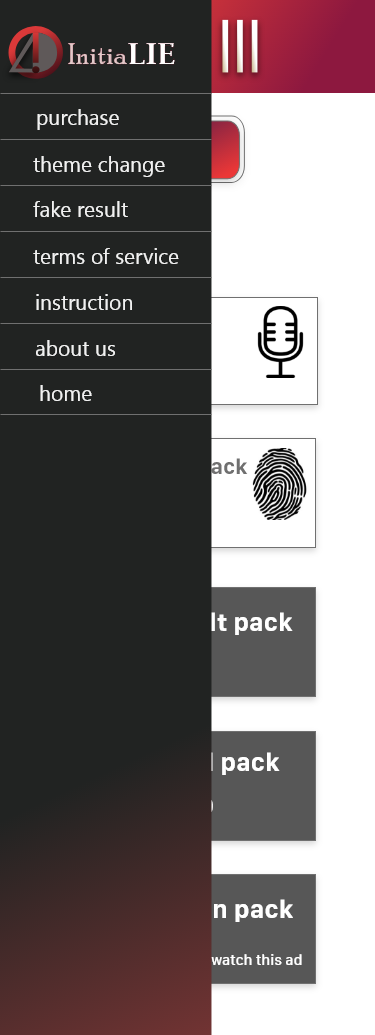 InitiaLIE
purchase
theme change
fake result
terms of service
instruction
about us
home
ack
lt pack
pack
n pack
watch this ad